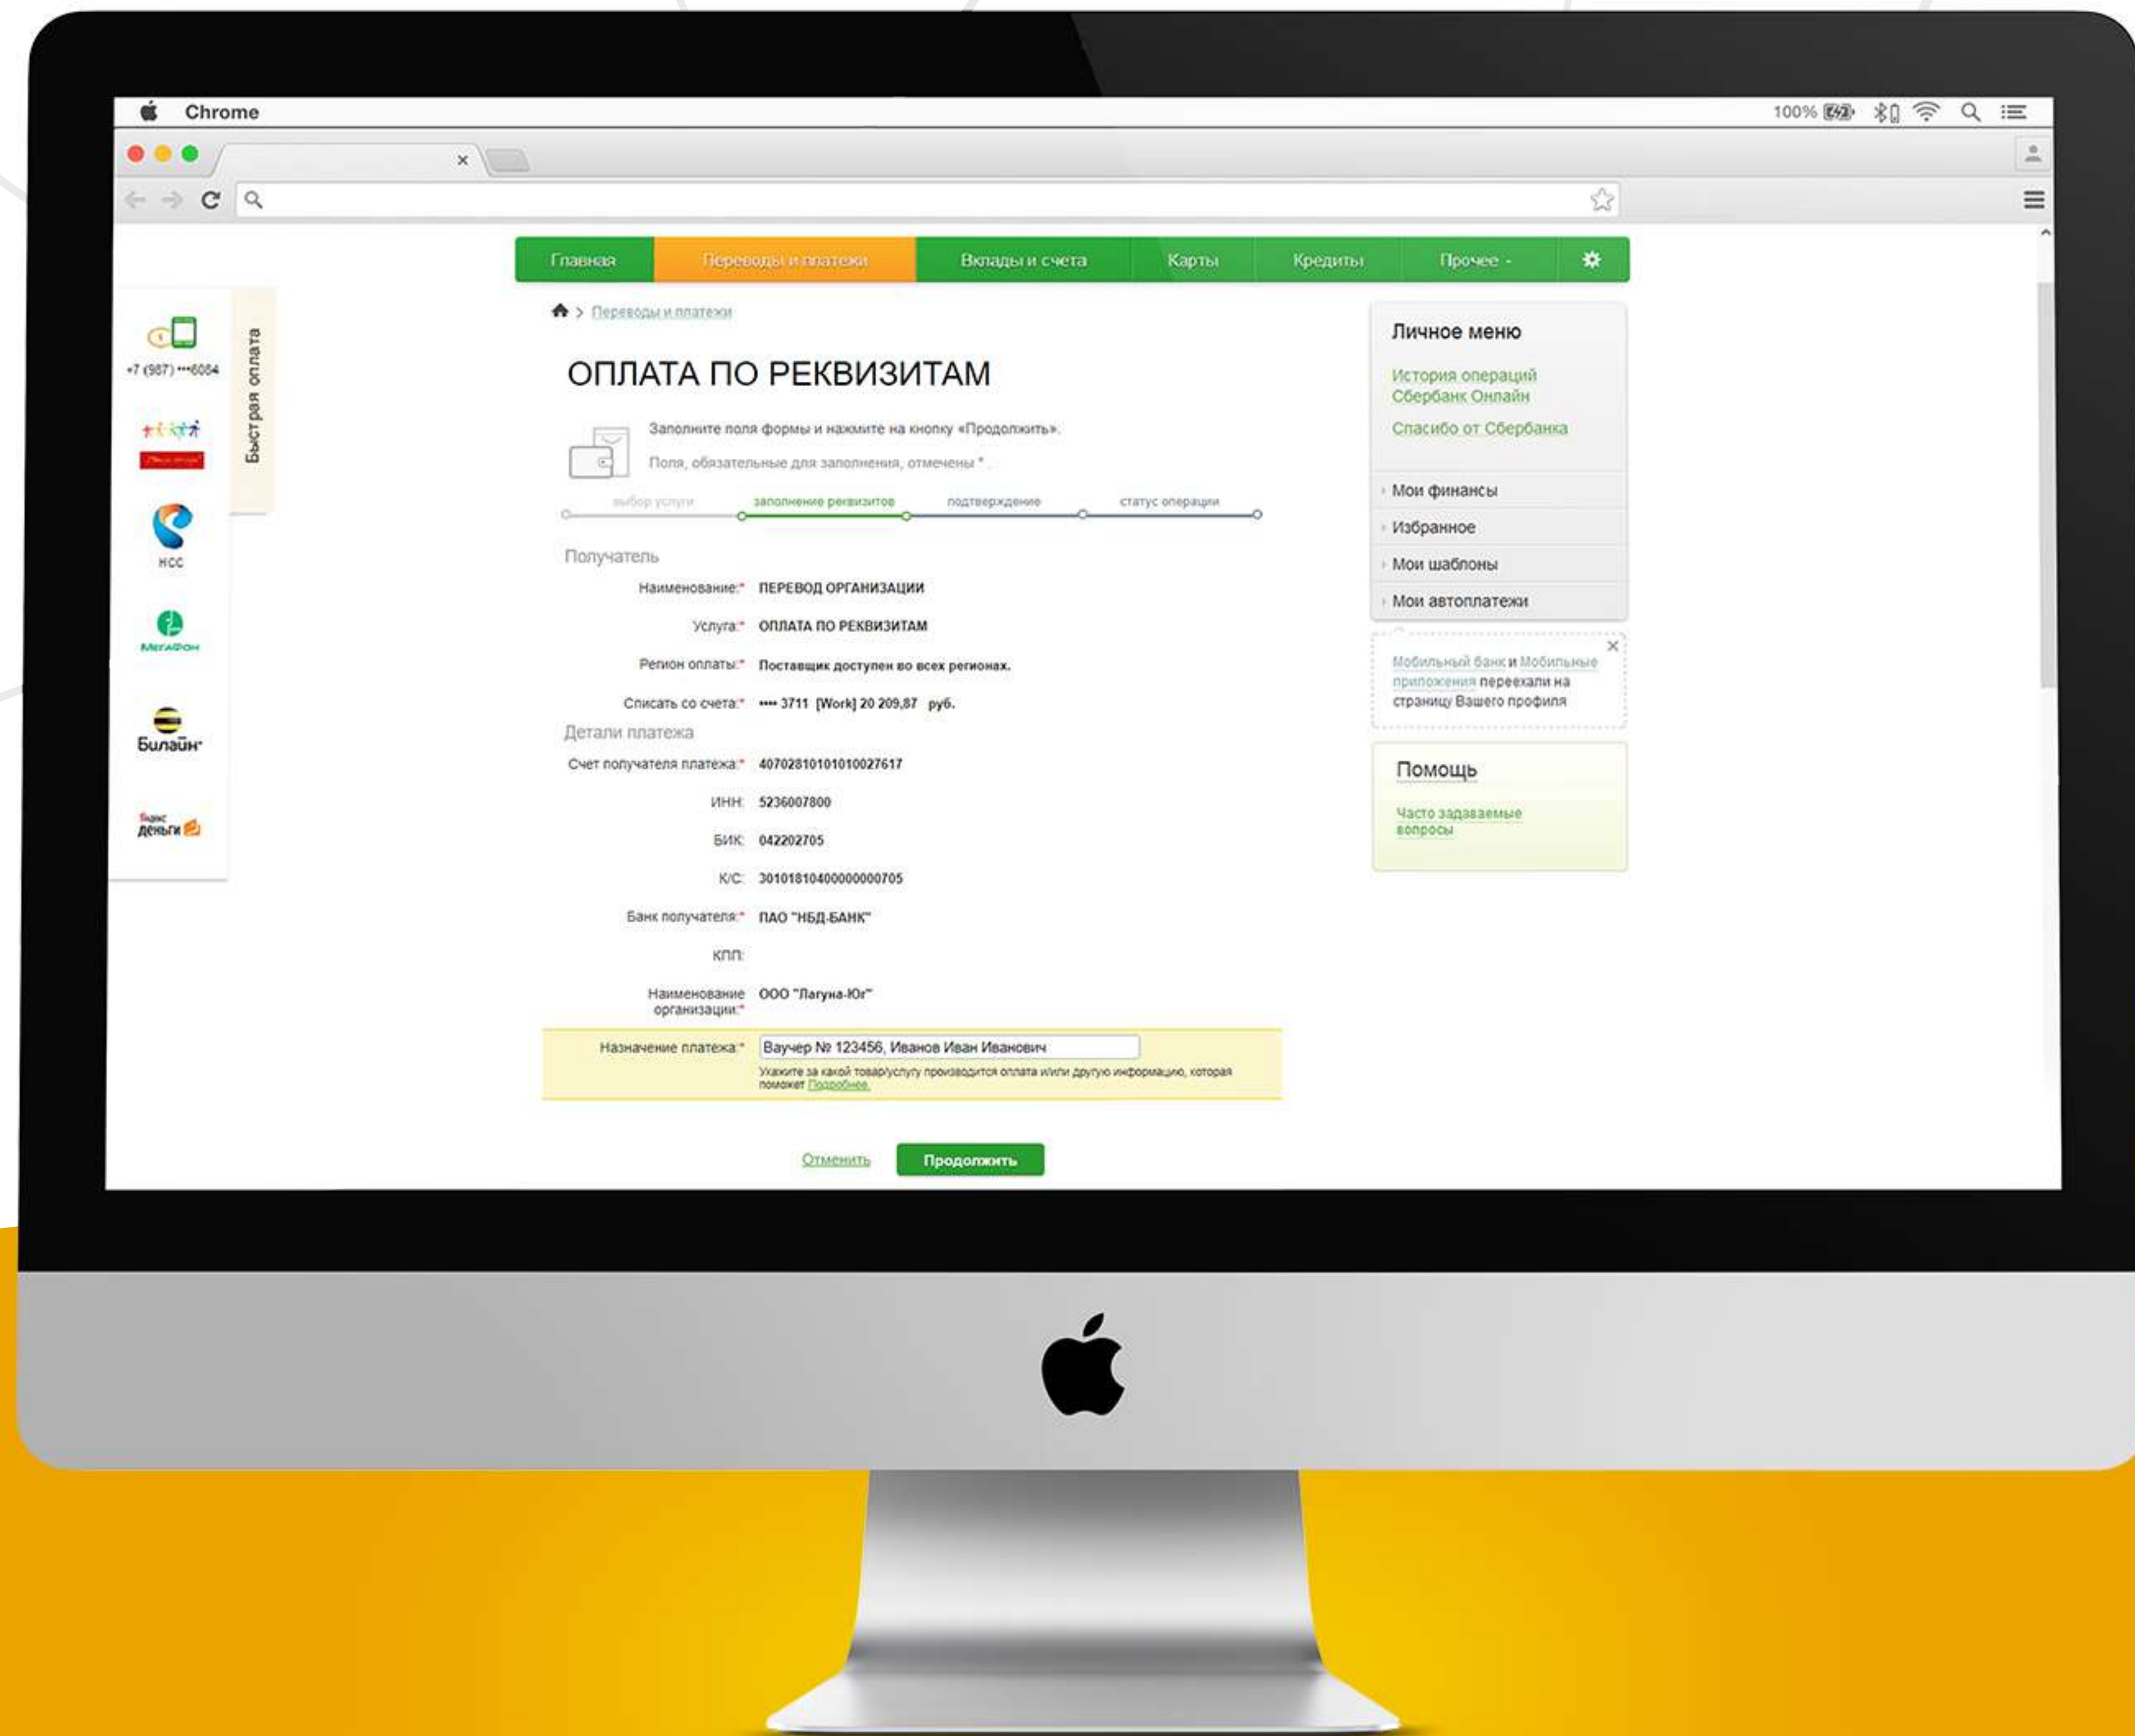 Chrome
100%
Главная
Переводы и платежи
Вклады и счета
Карты
Кредиты
Прочее
> Переводы и платежи
+7 (987) •••6084
Быстрая оплата
НСС
МЕГАФОН
Билайн
Яндекс
деньги
ОПЛАТА ПО РЕКВИЗИТАМ
Заполните поля формы и нажмите на кнопку «Продолжить».
Поля, обязательные для заполнения, отмечены * .
выбор услуги
заполнение реквизитов
подтверждение
статус операции
Получатель
Наименование:* ПЕРЕВОД ОРГАНИЗАЦИИ
Услуга:* ОПЛАТА ПО РЕКВИЗИТАМ
Регион оплаты:* Поставщик доступен во всех регионах.
Списать со счета:* •••• 3711 [Work] 20 209,87 руб.
Детали платежа
Счет получателя платежа:* 40702810101010027617
ИНН: 5236007800
БИК: 042202705
К/С: 30101810400000000705
Банк получателя:* ПАО "НБД-БАНК"
КПП:
Наименование
организации:* ООО "Лагуна-Юг"
Назначение платежа:* Ваучер № 123456, Иванов Иван Иванович
Укажите за какой товар/услугу производится оплата и/или другую информацию, которая
поможет Подробнее.
Отменить
Продолжить
Личное меню
История операций
Сбербанк Онлайн
Спасибо от Сбербанка
Мои финансы
Избранное
Мои шаблоны
Мои автоплатежи
Мобильный банк и Мобильные
приложения переехали на
страницу Вашего профиля
Помощь
Часто задаваемые
вопросы